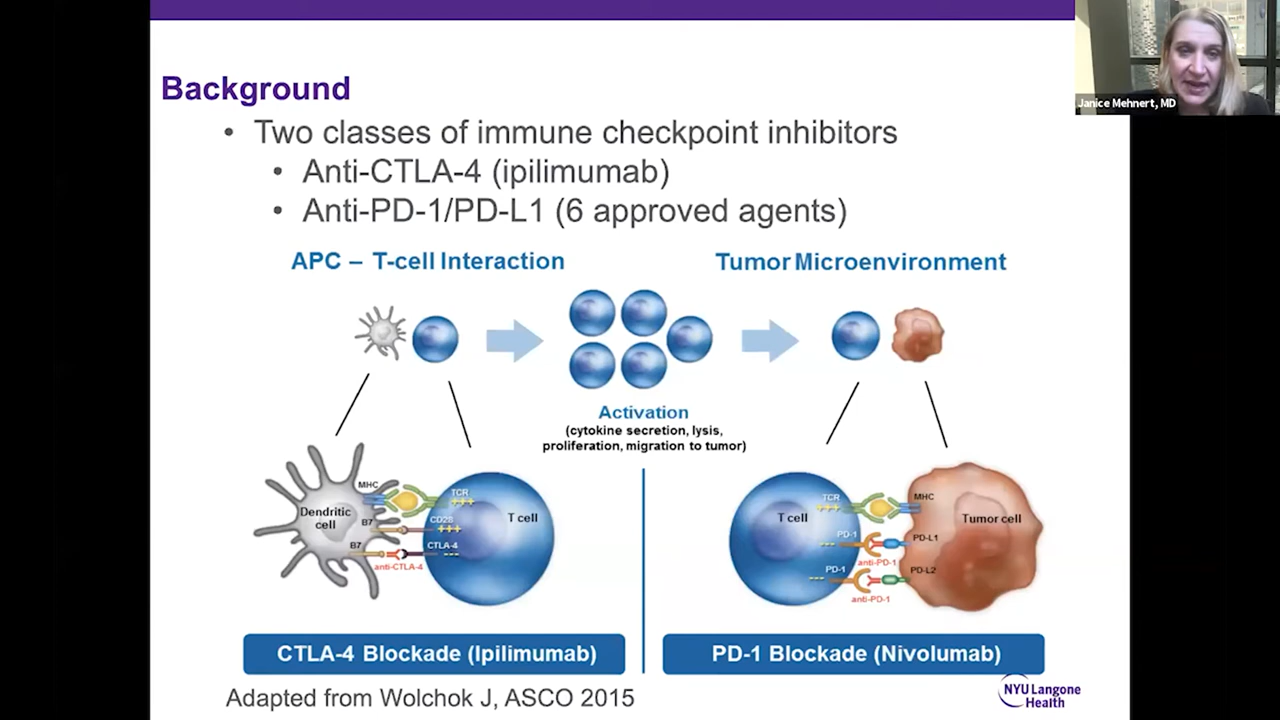 Janice Mehnert, MD
Background
• Two classes of immune checkpoint inhibitors
• Anti-CTLA-4 (ipilimumab)
• Anti-PD-1/PD-L1 (6 approved agents)
APC – T-cell Interaction
Tumor Microenvironment
Activation
(cytokine secretion, lysis,
proliferation, migration to tumor)
MHC
TCR
+++
Dendritic
cell
B7
CD28
+++
T cell
B7
CTLA-4
---
anti-CTLA-4
TCR
+++
MHC
T cell
Tumor cell
PD-1
---
PD-L1
anti-PD-1
PD-1
---
PD-L2
anti-PD-1
CTLA-4 Blockade (Ipilimumab)
PD-1 Blockade (Nivolumab)
Adapted from Wolchok J, ASCO 2015
NYU Langone
Health